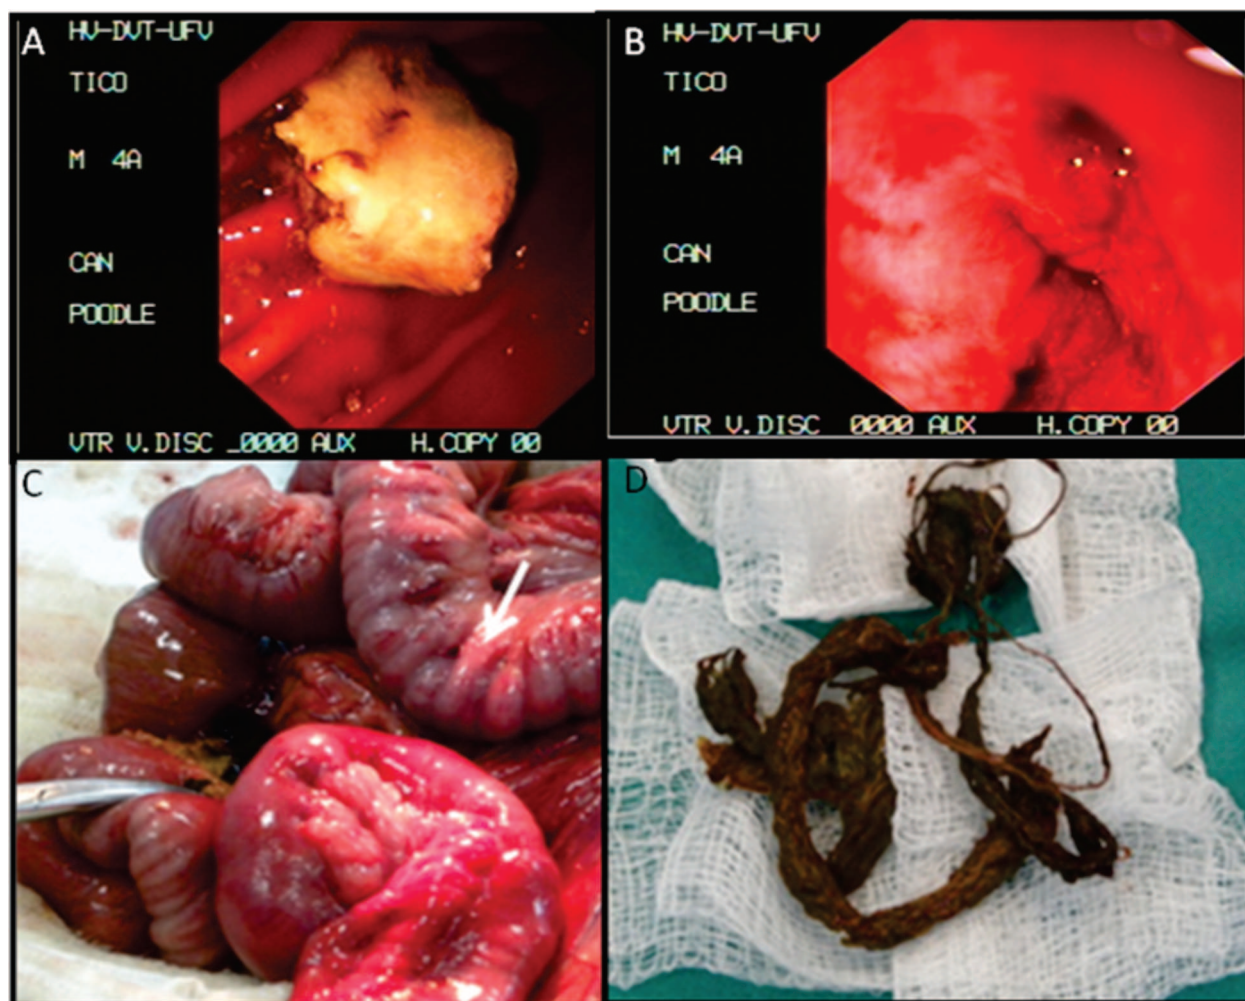 A
HV-DVT-UFV
TICO
M 4A
CAN
POODLE
VTR V.DISC _0000 AUX H.COPY 00
B
HV-DVT-UFV
TICO
M 4A
CAN
POODLE
VTR V.DISC 0000 AUX H.COPY 00
C
D